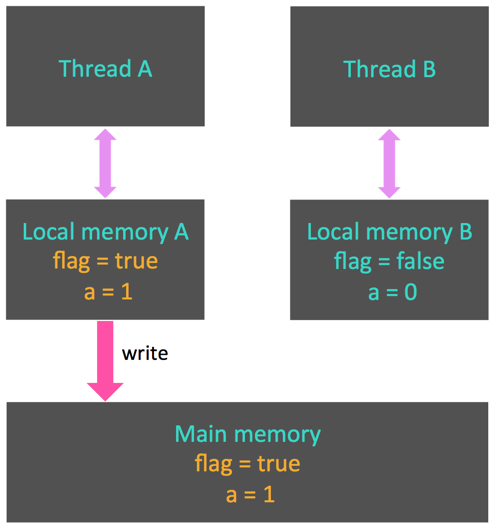 Thread A
Thread B
Local memory A
flag = true
a = 1
Local memory B
flag = false
a = 0
write
Main memory
flag = true
a = 1